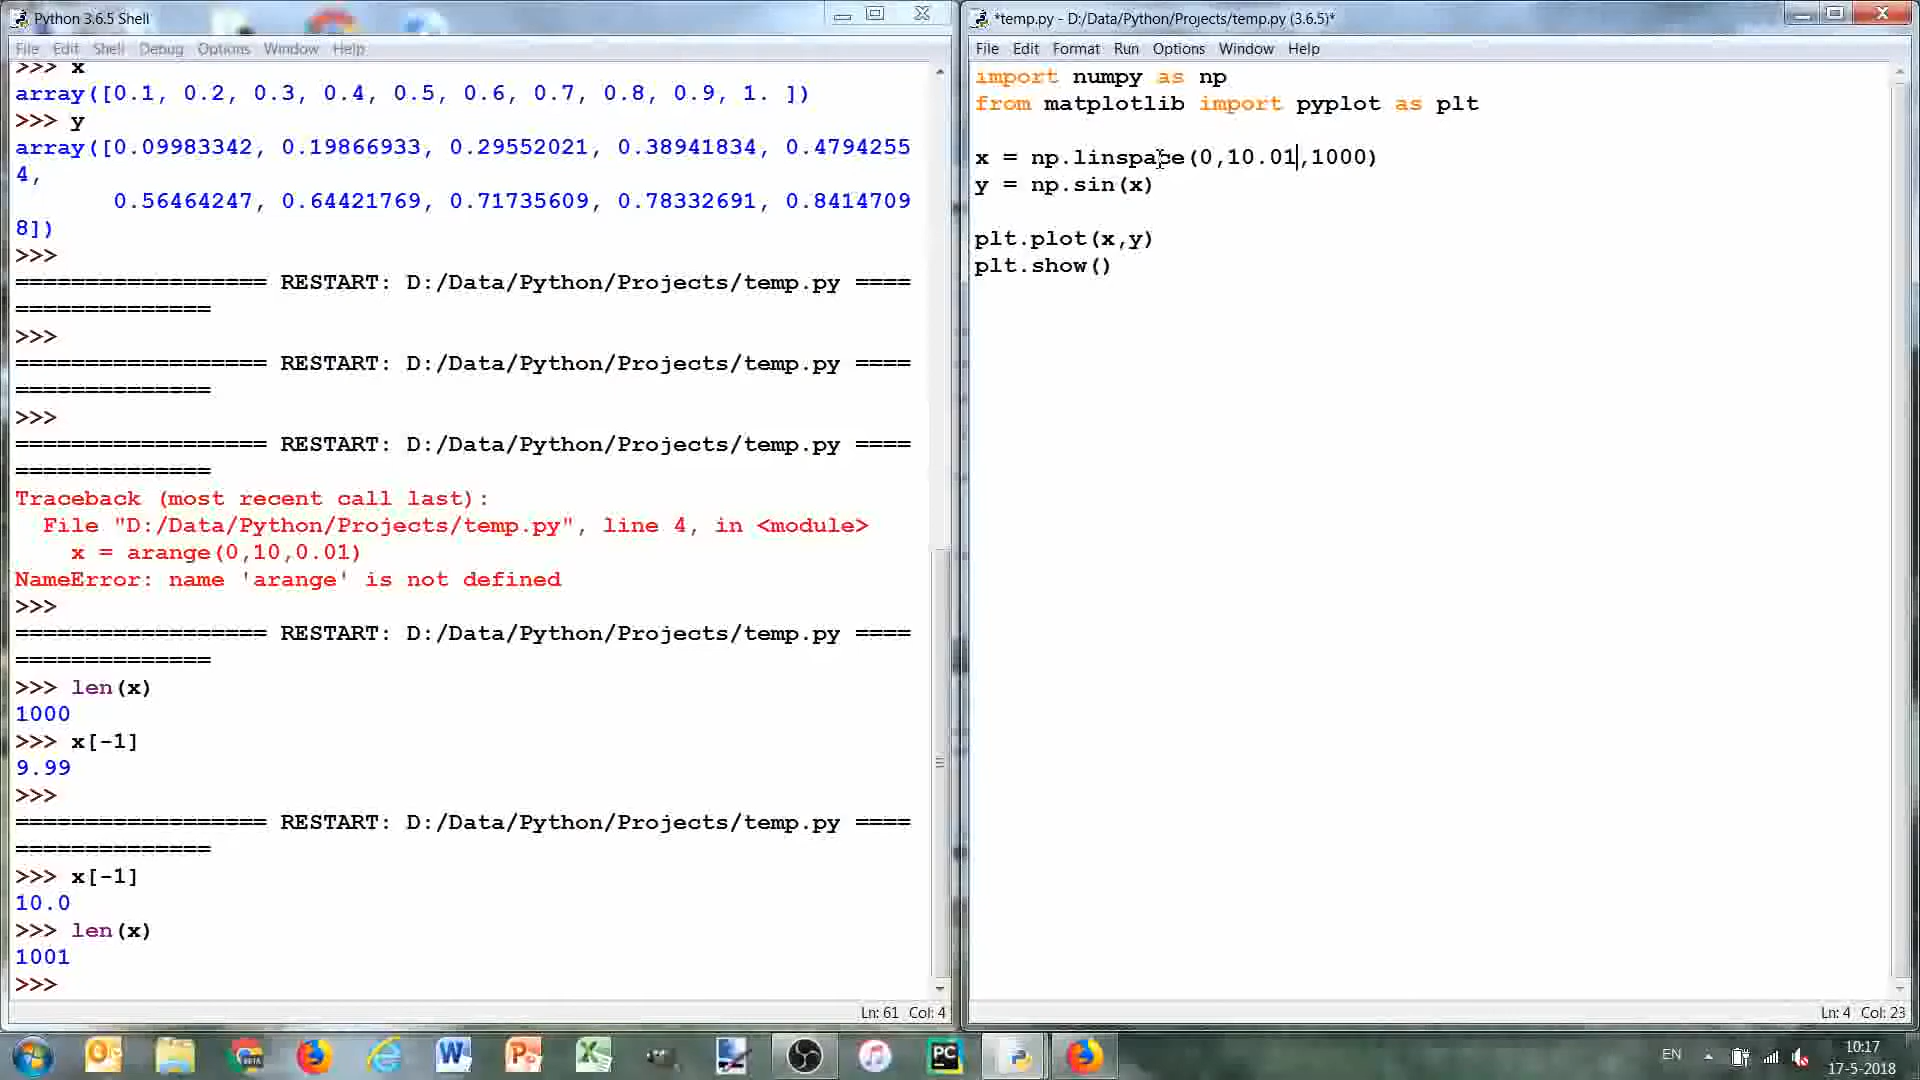 Python 3.6.5 Shell
File Edit Shell Debug Options Window Help
>>> x
array([0.1, 0.2, 0.3, 0.4, 0.5, 0.6, 0.7, 0.8, 0.9, 1. ])
>>> y
array([0.09983342, 0.19866933, 0.29552021, 0.38941834, 0.4794255
4,
0.56464247, 0.64421769, 0.71735609, 0.78332691, 0.8414709
8])
>>>
================== RESTART: D:/Data/Python/Projects/temp.py ====
==============
>>>
================== RESTART: D:/Data/Python/Projects/temp.py ====
==============
>>>
================== RESTART: D:/Data/Python/Projects/temp.py ====
==============
Traceback (most recent call last):
File "D:/Data/Python/Projects/temp.py", line 4, in <module>
x = arange(0,10,0.01)
NameError: name 'arange' is not defined
>>>
================== RESTART: D:/Data/Python/Projects/temp.py ====
==============
>>> len(x)
1000
>>> x[-1]
9.99
>>>
================== RESTART: D:/Data/Python/Projects/temp.py ====
==============
>>> x[-1]
10.0
>>> len(x)
1001
>>>
Ln: 61 Col: 4
*temp.py - D:/Data/Python/Projects/temp.py (3.6.5)*
File Edit Format Run Options Window Help
import numpy as np
from matplotlib import pyplot as plt
x = np.linspace(0,10.01,1000)
y = np.sin(x)
plt.plot(x,y)
plt.show()
Ln: 4 Col: 23
BETA
PC
EN
10:17
17-5-2018